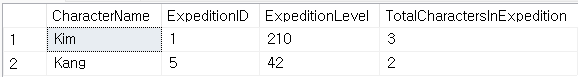 CharacterName ExpeditionID ExpeditionLevel TotalCharactersInExpedition
1 Kim 1 210 3
2 Kang 5 42 2